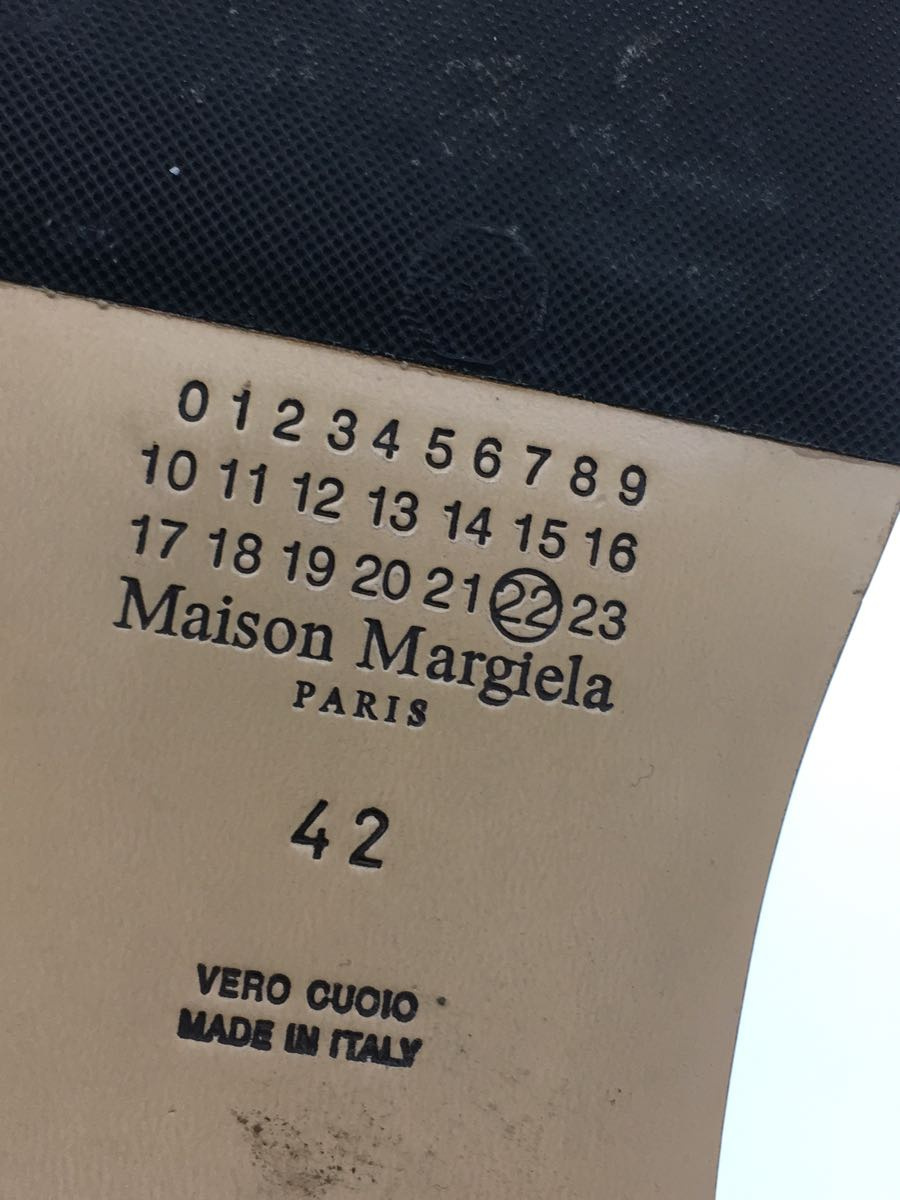 0 1 2 3 4 5 6 7 8 9
10 11 12 13 14 15 16
17 18 19 20 21 22 23
Maison Margiela
PARIS
42
VERO CUOIO
MADE IN ITALY